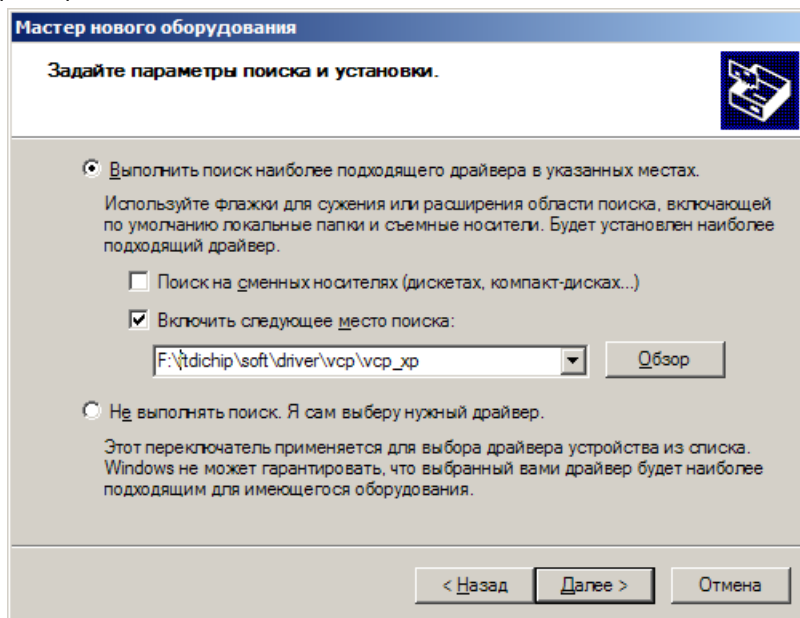 Мастер нового оборудования
Задайте параметры поиска и установки.
Выполнить поиск наиболее подходящего драйвера в указанных местах.
Используйте флажки для сужения или расширения области поиска, включающей
по умолчанию локальные папки и съемные носители. Будет установлен наиболее
подходящий драйвер.
Поиск на сменных носителях (дискетах, компакт-дисках...)
Включить следующее место поиска:
F:\ftdichip\soft\driver\vcp\vcp_xp
Обзор
Не выполнять поиск. Я сам выберу нужный драйвер.
Этот переключатель применяется для выбора драйвера устройства из списка.
Windows не может гарантировать, что выбранный вами драйвер будет наиболее
подходящим для имеющегося оборудования.
< Назад Далее > Отмена